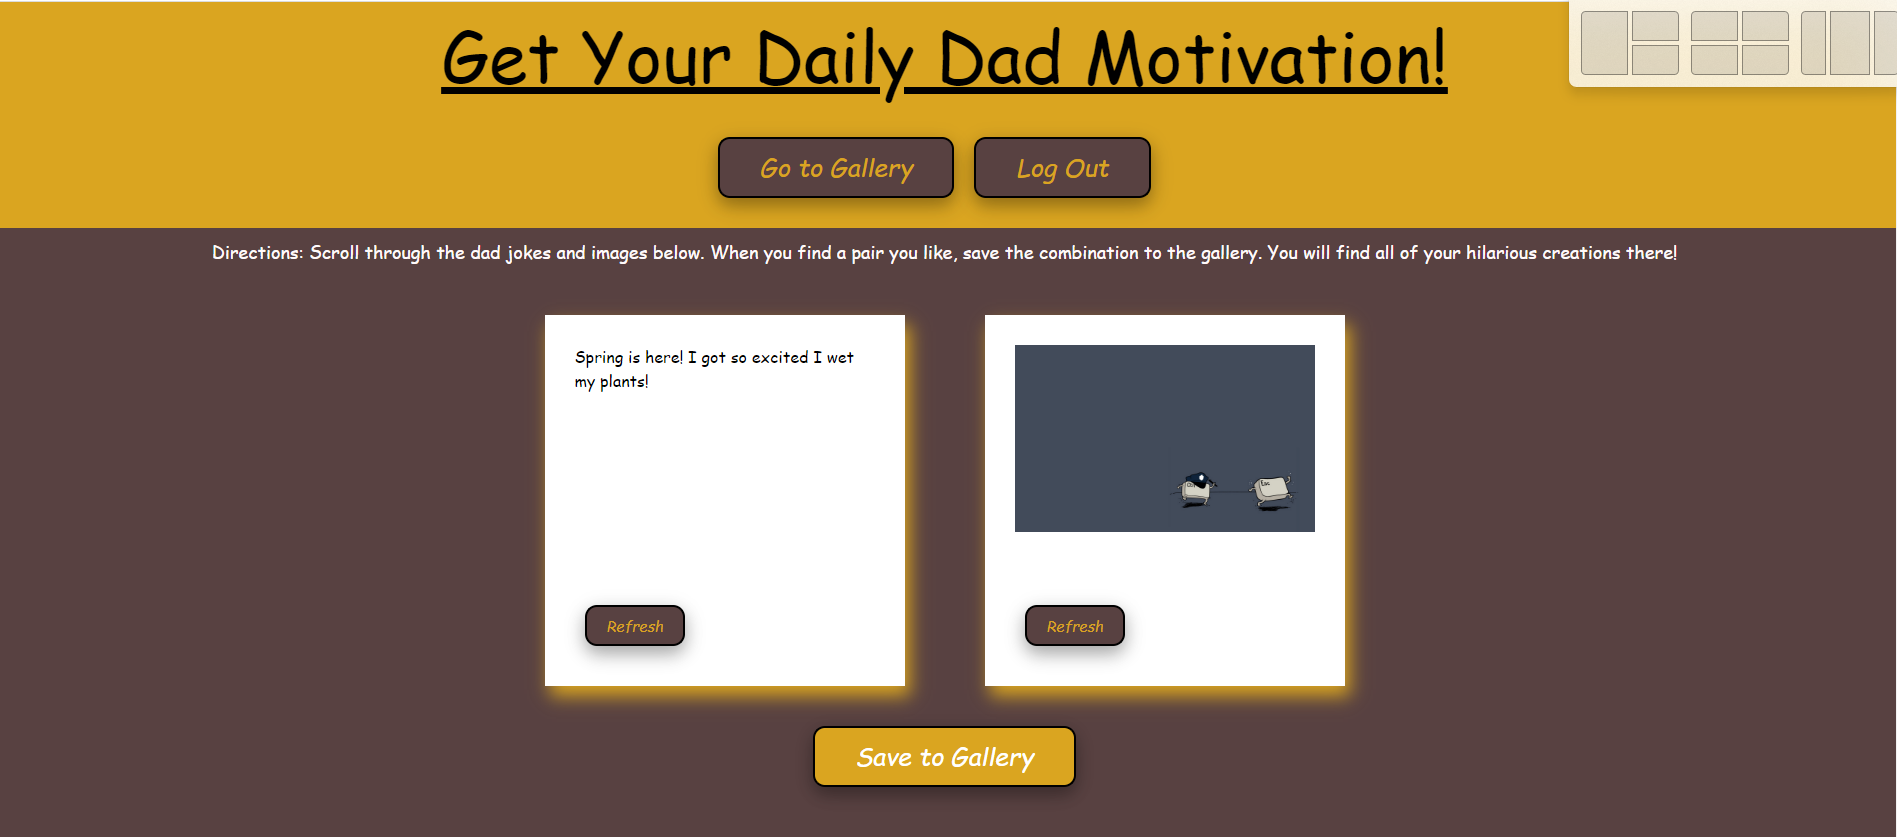 Get Your Daily Dad Motivation!
Go to Gallery
Log Out
Directions: Scroll through the dad jokes and images below. When you find a pair you like, save the combination to the gallery. You will find all of your hilarious creations there!
Spring is here! I got so excited I wet
my plants!
Esc
Refresh
Refresh
Save to Gallery